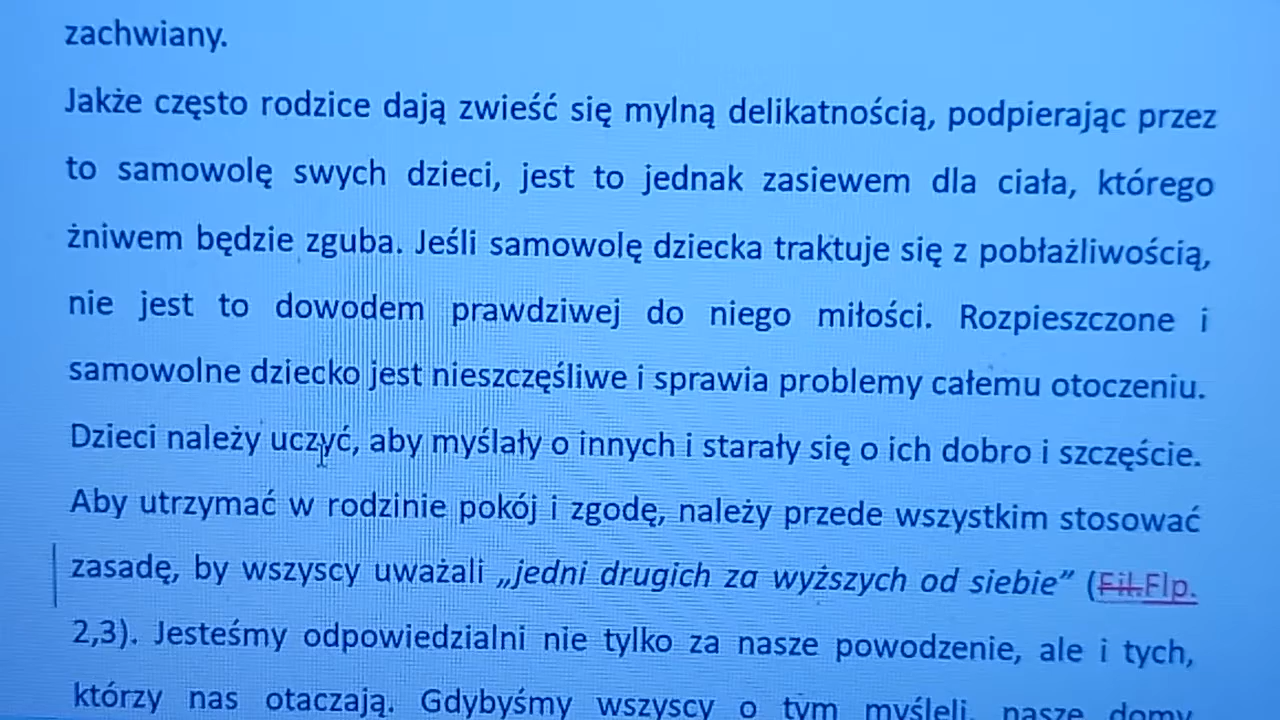 zachwiany.
Jakże często rodzice dają zwieść się mylną delikatnością, podpierając przez
to samowolę swych dzieci, jest to jednak zasiewem dla ciała, którego
żniwem będzie zguba. Jeśli samowolę dziecka traktuje się z pobłażliwością,
nie jest to dowodem prawdziwej do niego miłości. Rozpieszczone i
samowolne dziecko jest nieszczęśliwe i sprawia problemy całemu otoczeniu.
Dzieci należy uczyć, aby myślały o innych i starały się o ich dobro i szczęście.
Aby utrzymać w rodzinie pokój i zgodę, należy przede wszystkim stosować
zasadę, by wszyscy uważali „jedni drugich za wyższych od siebie” (Fil.Flp.
2,3). Jesteśmy odpowiedzialni nie tylko za nasze powodzenie, ale i tych,
którzy nas otaczają. Gdybyśmy wszyscy o tym myśleli, nasze domy